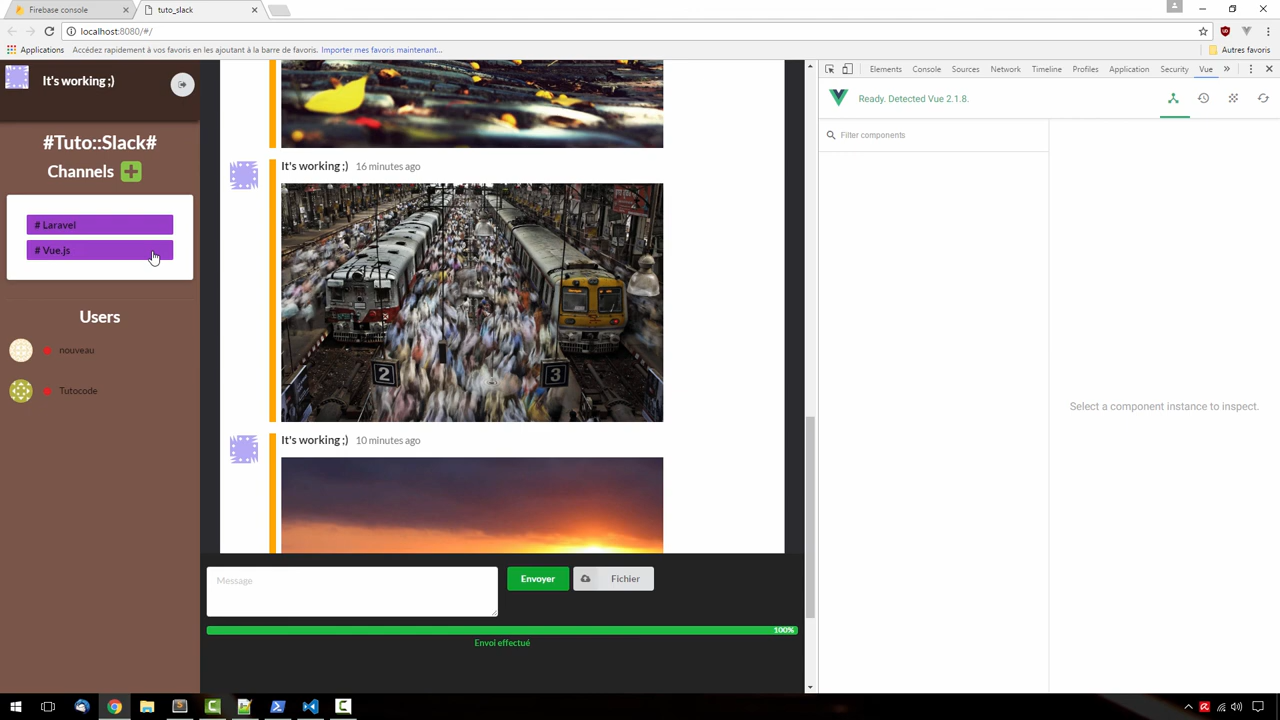 Firebase console
tuto_slack
localhost:8080/#/
Applications
Accédez rapidement à vos favoris en les ajoutant à la barre de favoris. Importer mes favoris maintenant...
Autres favoris
It's working ;)
#Tuto::Slack#
Channels
# Laravel
# Vue.js
Users
nouveau
Tutocode
It's working ;) 16 minutes ago
2
3
It's working ;) 10 minutes ago
Message
Envoyer
Fichier
100%
Envoi effectué
Elements Console Sources Network Timeline Profiles Application Security Vue
Ready. Detected Vue 2.1.8.
Filter components
Select a component instance to inspect.